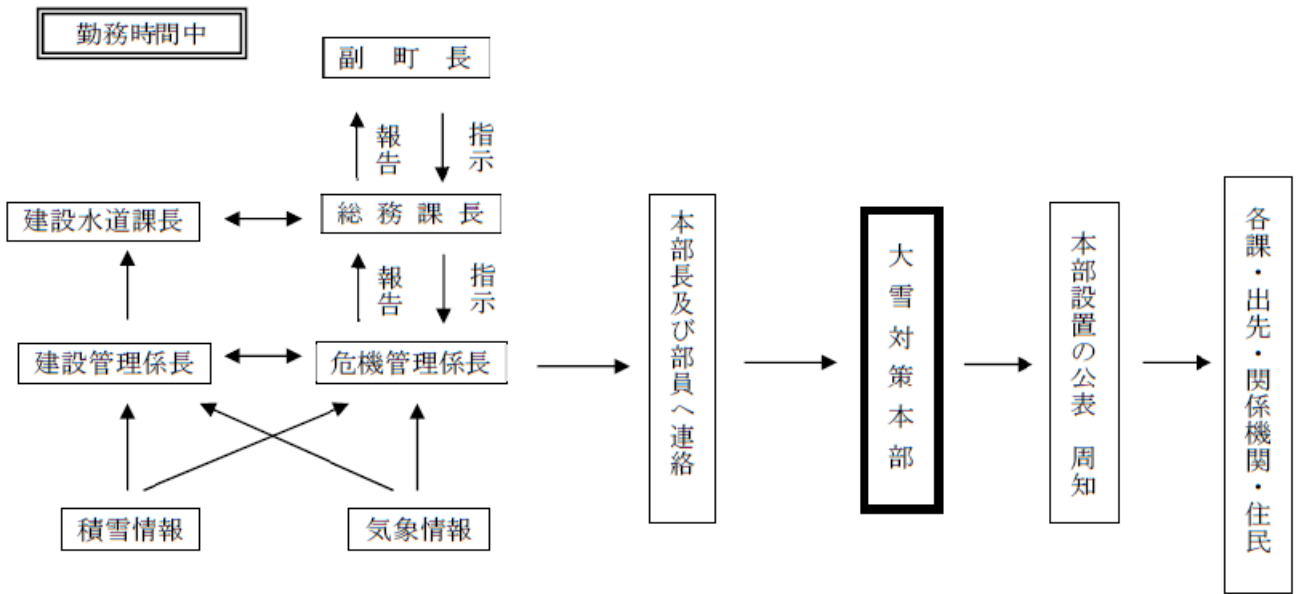 勤務時間中
副町長
報告
指示
建設水道課長
総務課長
報告
指示
建設管理係長
危機管理係長
積雪情報
気象情報
本部長及び部員へ連絡
大雪対策本部
本部設置の公表 周知
各課・出先・関係機関・住民